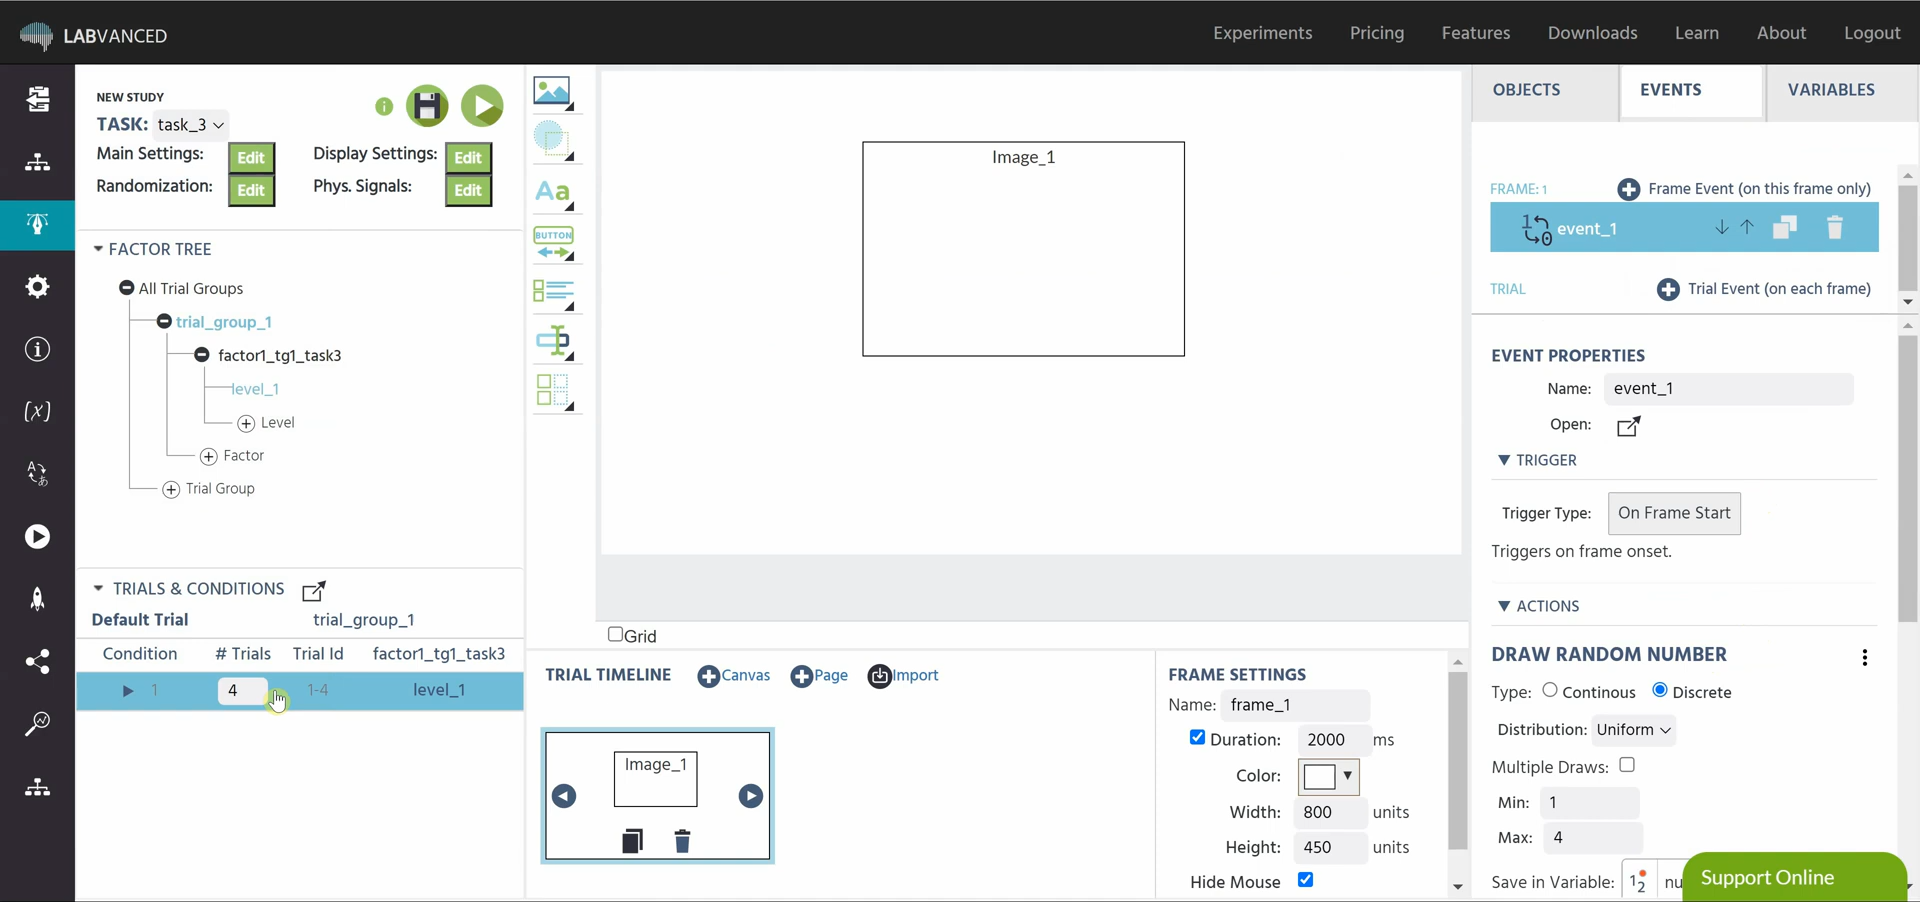 LABVANCED
Experiments Pricing Features Downloads Learn About Logout
NEW STUDY
TASK: task_3
Main Settings: Edit Display Settings: Edit
Randomization: Edit Phys. Signals: Edit
FACTOR TREE
All Trial Groups
trial_group_1
factor1_tg1_task3
level_1
Level
Factor
Trial Group
TRIALS & CONDITIONS
Default Trial trial_group_1
Condition # Trials Trial Id factor1_tg1_task3
1 4 1-4 level_1
Aa
BUTTON
Image_1
Grid
TRIAL TIMELINE Canvas Page Import
Image_1
FRAME SETTINGS
Name: frame_1
Duration: 2000 ms
Color:
Width: 800 units
Height: 450 units
Hide Mouse
OBJECTS EVENTS VARIABLES
FRAME: 1 Frame Event (on this frame only)
event_1
TRIAL Trial Event (on each frame)
EVENT PROPERTIES
Name: event_1
Open:
TRIGGER
Trigger Type: On Frame Start
Triggers on frame onset.
ACTIONS
DRAW RANDOM NUMBER
Type: Continous Discrete
Distribution: Uniform
Multiple Draws:
Min: 1
Max: 4
Save in Variable: nu
Support Online